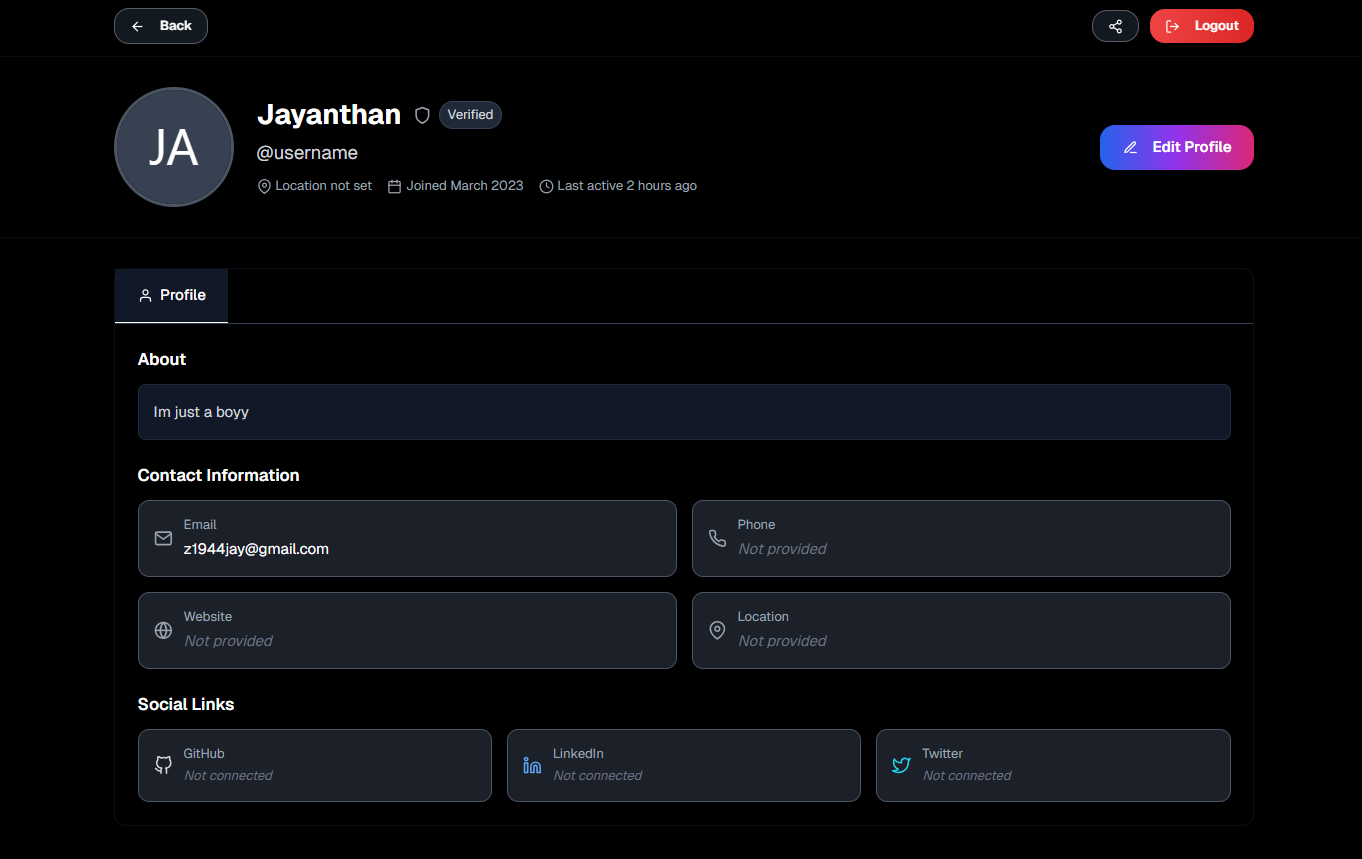 Back
Logout
JA
Jayanthan
Verified
@username
Location not set
Joined March 2023
Last active 2 hours ago
Edit Profile
Profile
About
Im just a boyy
Contact Information
Email
z1944jay@gmail.com
Phone
Not provided
Website
Not provided
Location
Not provided
Social Links
GitHub
Not connected
LinkedIn
Not connected
Twitter
Not connected